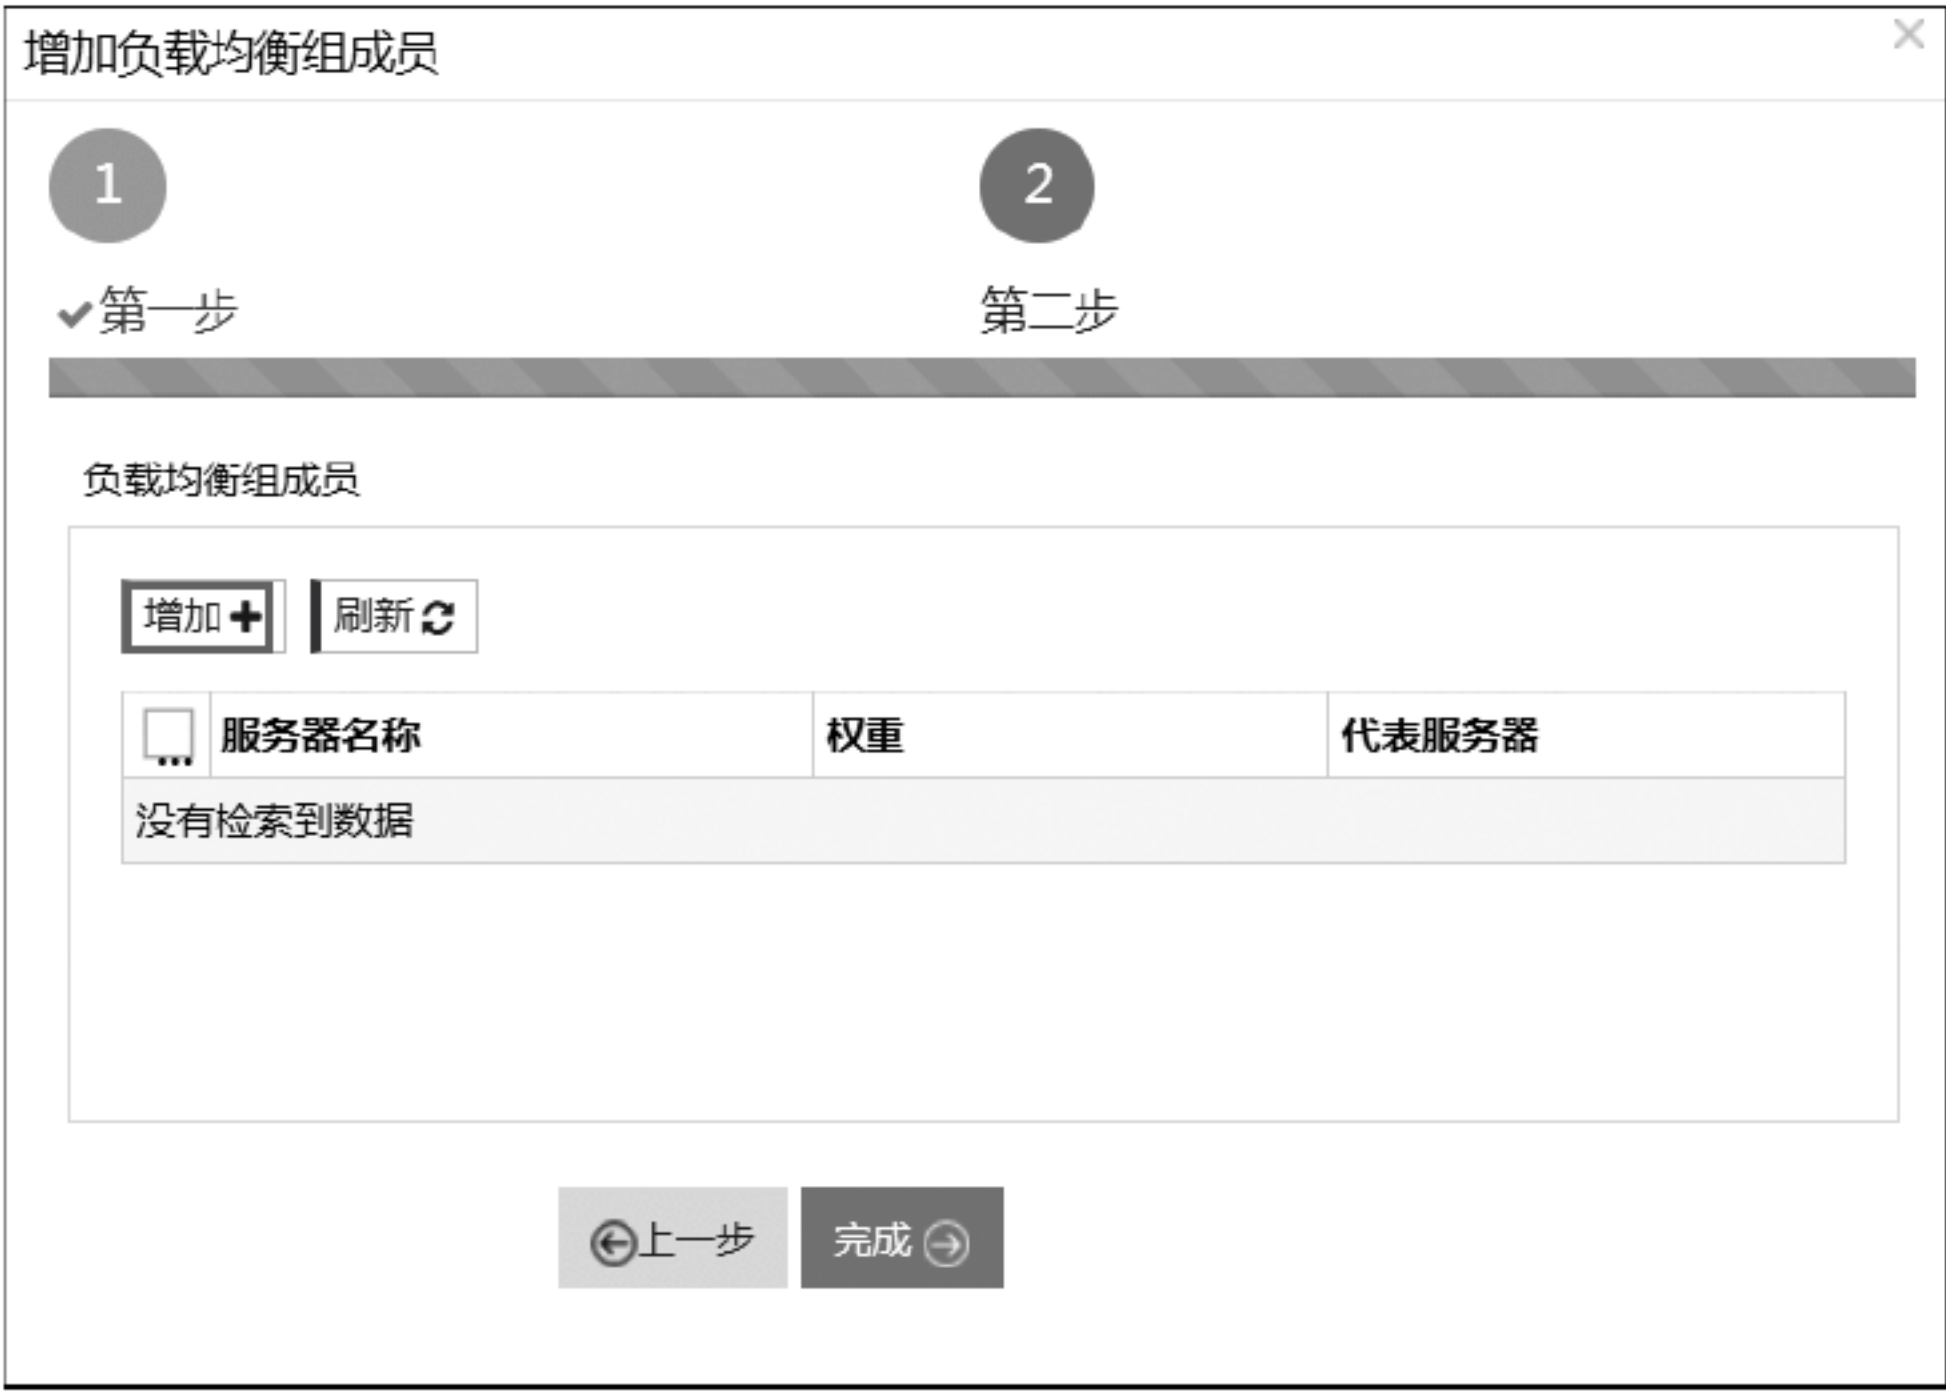 增加负载均衡组成员
1 2
第一步 第二步
负载均衡组成员
增加 刷新
服务器名称 权重 代表服务器
没有检索到数据
上一步 完成